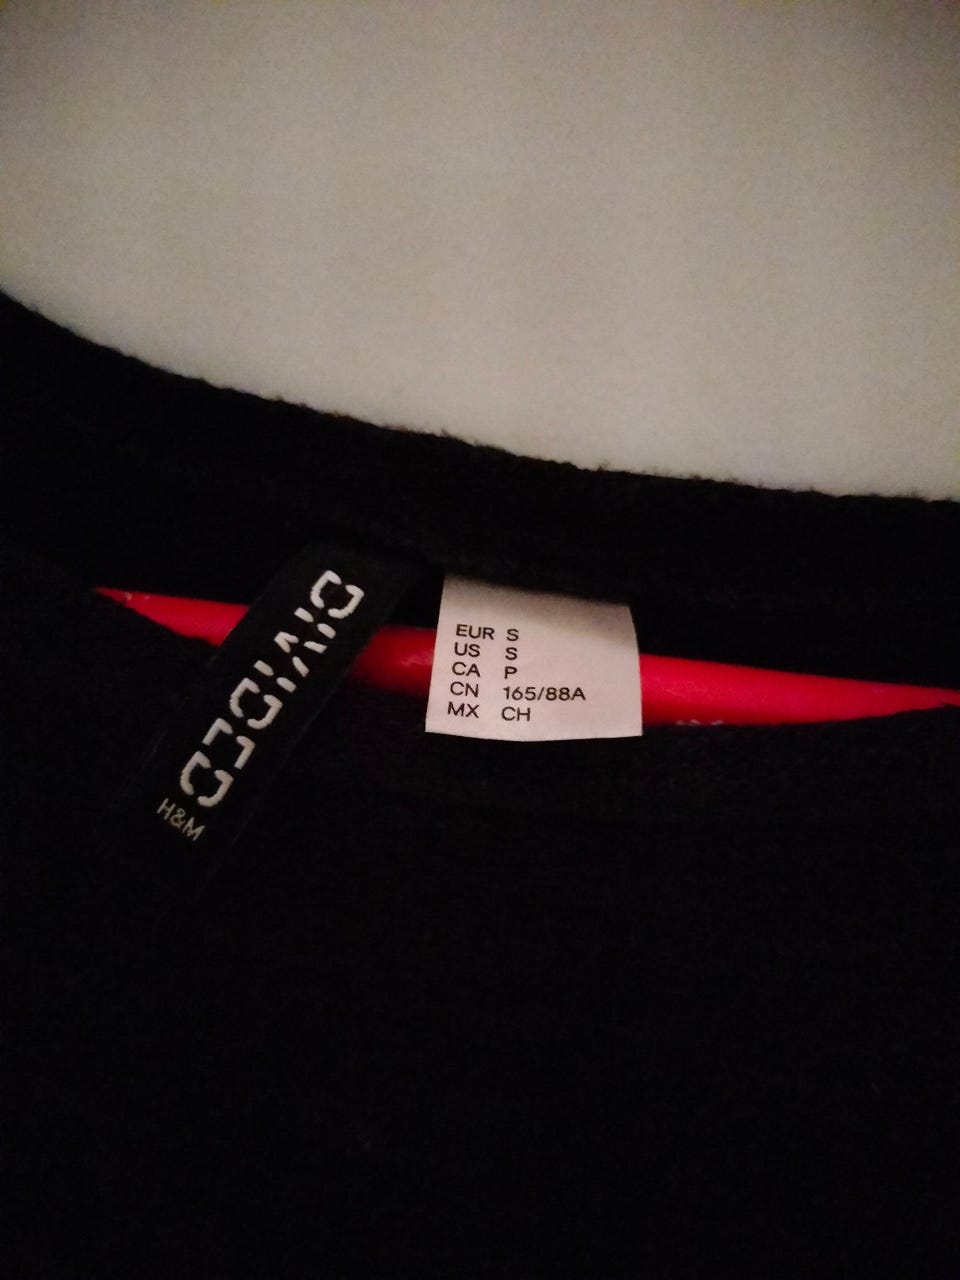 DIVIDED
H&M
EUR S
US S
CA P
CN 165/88A
MX CH